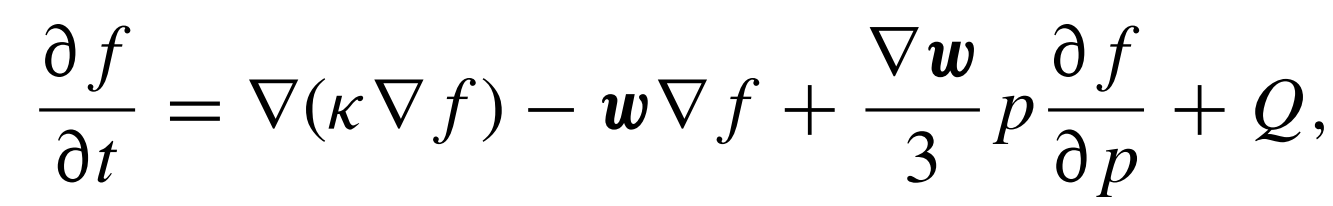 ∂f/∂t = ∇(κ∇f) − w∇f + ∇w/3 p ∂f/∂p + Q,